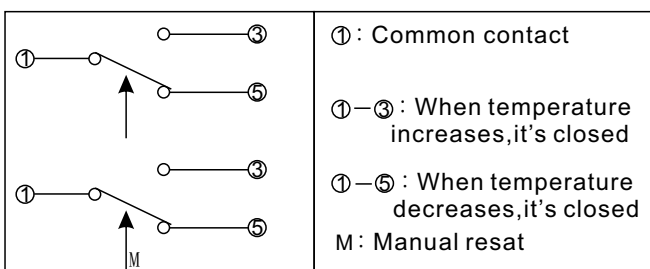 ③
①
⑤
③
①
⑤
M
①: Common contact
①-③: When temperature
increases,it's closed
①-⑤: When temperature
decreases,it's closed
M: Manual resat